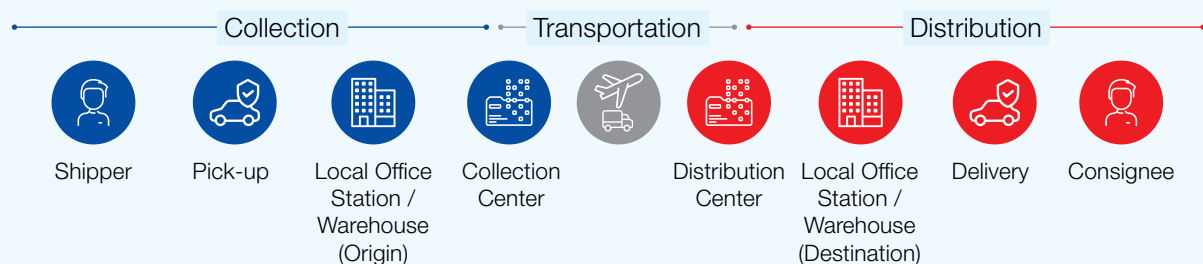 Collection
Transportation
Distribution
Shipper
Pick-up
Local Office
Station /
Warehouse
(Origin)
Collection
Center
Distribution
Center
Local Office
Station /
Warehouse
(Destination)
Delivery
Consignee